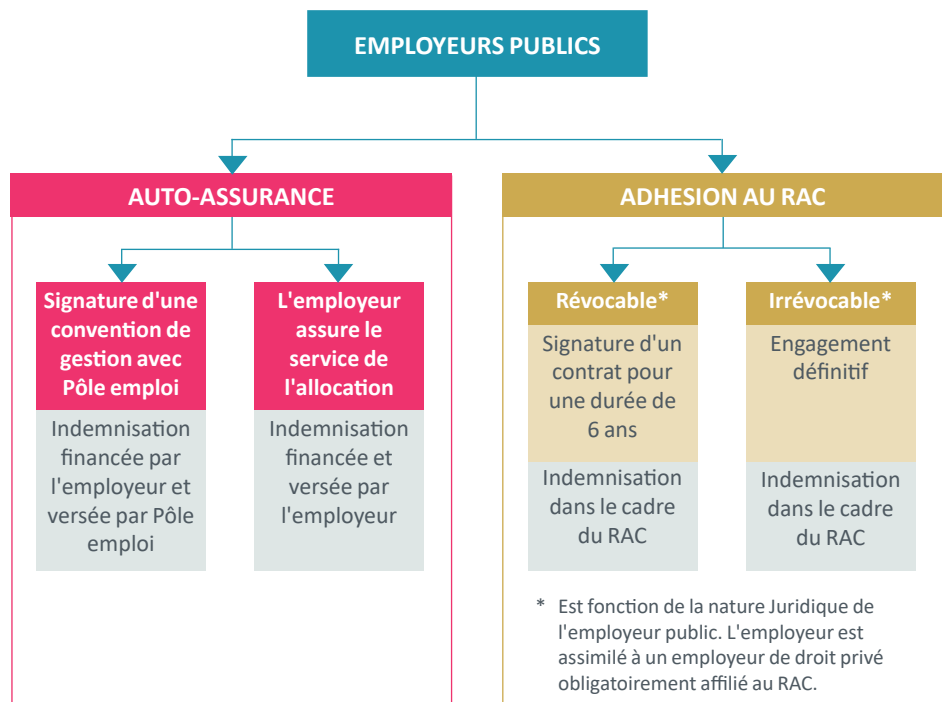 EMPLOYEURS PUBLICS
AUTO-ASSURANCE
Signature d'une
convention de
gestion avec
Pôle emploi
Indemnisation
financée par
l'employeur et
versée par Pôle
emploi
L'employeur
assure le
service de
l'allocation
Indemnisation
financée et
versée par
l'employeur
ADHESION AU RAC
Révocable*
Signature d'un
contrat pour
une durée de
6 ans
Indemnisation
dans le cadre
du RAC
Irrévocable*
Engagement
définitif
Indemnisation
dans le cadre
du RAC
* Est fonction de la nature Juridique de
l'employeur public. L'employeur est
assimilé à un employeur de droit privé
obligatoirement affilié au RAC.